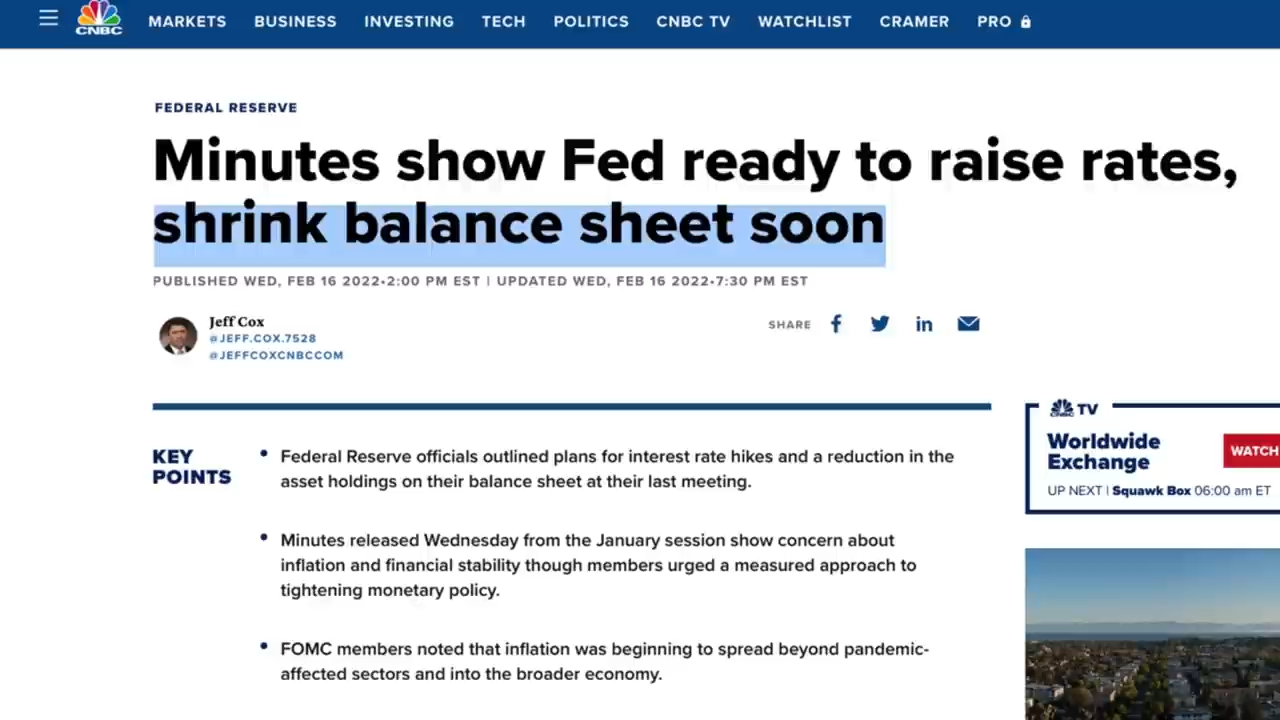 CNBC
MARKETS BUSINESS INVESTING TECH POLITICS CNBC TV WATCHLIST CRAMER PRO
FEDERAL RESERVE
Minutes show Fed ready to raise rates,
shrink balance sheet soon
PUBLISHED WED, FEB 16 2022•2:00 PM EST | UPDATED WED, FEB 16 2022•7:30 PM EST
Jeff Cox
@JEFF.COX.7528
@JEFFCOXCNBCCOM
SHARE
KEY
POINTS
• Federal Reserve officials outlined plans for interest rate hikes and a reduction in the
asset holdings on their balance sheet at their last meeting.
• Minutes released Wednesday from the January session show concern about
inflation and financial stability though members urged a measured approach to
tightening monetary policy.
• FOMC members noted that inflation was beginning to spread beyond pandemic-
affected sectors and into the broader economy.
CNBC TV
Worldwide
Exchange
WATCH
UP NEXT | Squawk Box 06:00 am ET